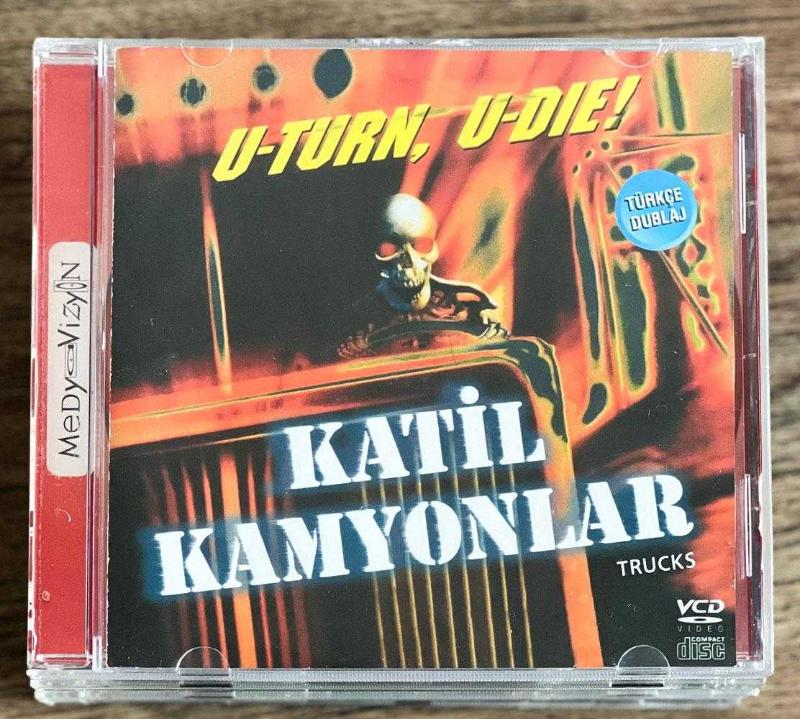 U-TURN, U-DIE!
TÜRKÇE
DUBLAJ
MeDyaVizyON
KATİL
KAMYONLAR
TRUCKS
VCD
VIDEO
COMPACT
disc